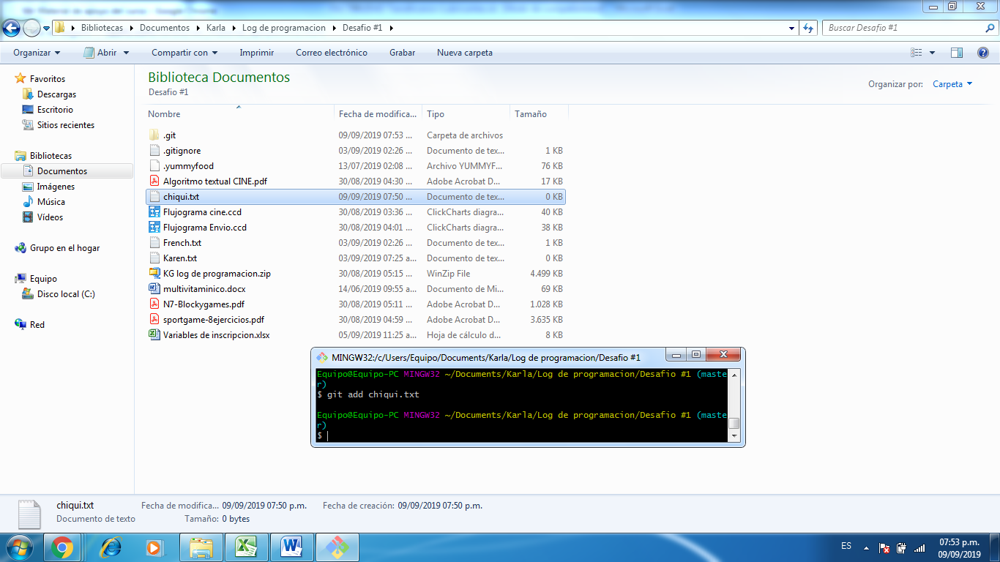 Bibliotecas Documentos Karla Log de programacion Desafio #1
Buscar Desafio #1
Organizar Abrir Compartir con Imprimir Correo electrónico Grabar Nueva carpeta
Favoritos
Descargas
Escritorio
Sitios recientes
Bibliotecas
Documentos
Imágenes
Música
Vídeos
Grupo en el hogar
Equipo
Disco local (C:)
Red
Biblioteca Documentos
Desafio #1
Organizar por: Carpeta
Nombre Fecha de modifica... Tipo Tamaño
.git 09/09/2019 07:53 ... Carpeta de archivos
.gitignore 03/09/2019 02:26 ... Documento de tex... 1 KB
.yummyfood 13/07/2019 02:08 ... Archivo YUMMYF... 76 KB
Algoritmo textual CINE.pdf 30/08/2019 04:30 ... Adobe Acrobat D... 17 KB
chiqui.txt 09/09/2019 07:50 ... Documento de tex... 0 KB
Flujograma cine.ccd 30/08/2019 03:36 ... ClickCharts diagra... 40 KB
Flujograma Envio.ccd 30/08/2019 04:01 ... ClickCharts diagra... 38 KB
French.txt 03/09/2019 02:26 ... Documento de tex... 1 KB
Karen.txt 03/09/2019 07:25 a... Documento de tex... 0 KB
KG log de programacion.zip 30/08/2019 05:15 ... WinZip File 4.499 KB
multivitaminico.docx 14/06/2019 09:55 a... Documento de Mi... 69 KB
N7-Blockygames.pdf 30/08/2019 05:11 ... Adobe Acrobat D... 1.028 KB
sportgame-8ejercicios.pdf 30/08/2019 04:59 ... Adobe Acrobat D... 3.635 KB
Variables de inscripcion.xlsx 05/09/2019 11:25 a... Hoja de cálculo d... 8 KB
MINGW32:/c/Users/Equipo/Documents/Karla/Log de programacion/Desafio #1
Equipo@Equipo-PC MINGW32 ~/Documents/Karla/Log de programacion/Desafio #1 (maste
r)
$ git add chiqui.txt
Equipo@Equipo-PC MINGW32 ~/Documents/Karla/Log de programacion/Desafio #1 (maste
r)
$
chiqui.txt Fecha de modifica... 09/09/2019 07:50 p.m. Fecha de creación: 09/09/2019 07:50 p.m.
Documento de texto Tamaño: 0 bytes
ES
07:53 p.m.
09/09/2019